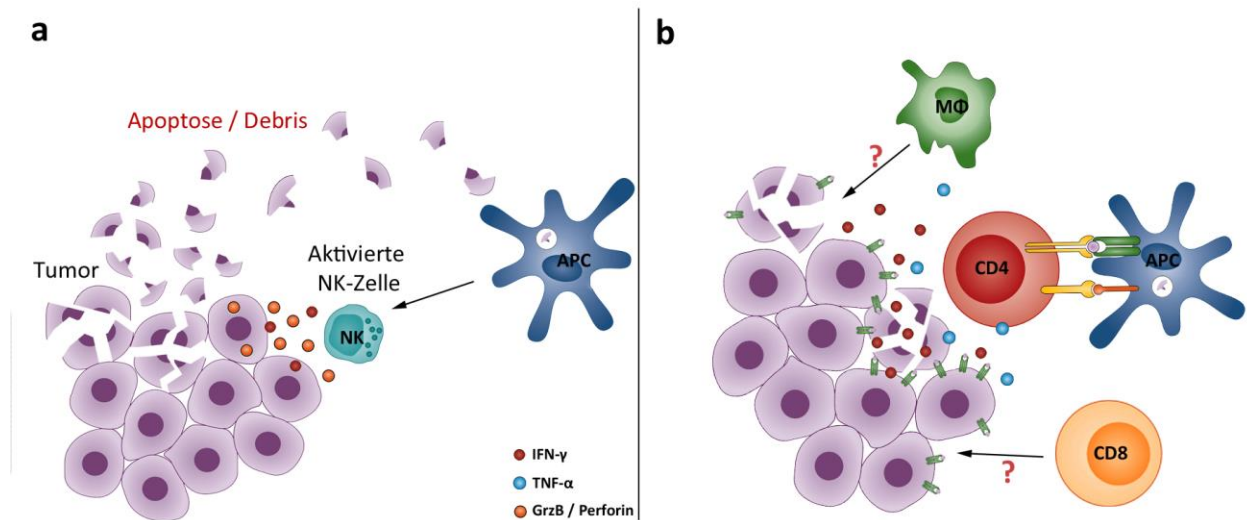 a
Apoptose / Debris
Tumor
Aktivierte
NK-Zelle
APC
NK
IFN-γ
TNF-α
GrzB / Perforin
b
MΦ
?
CD4
APC
CD8
?